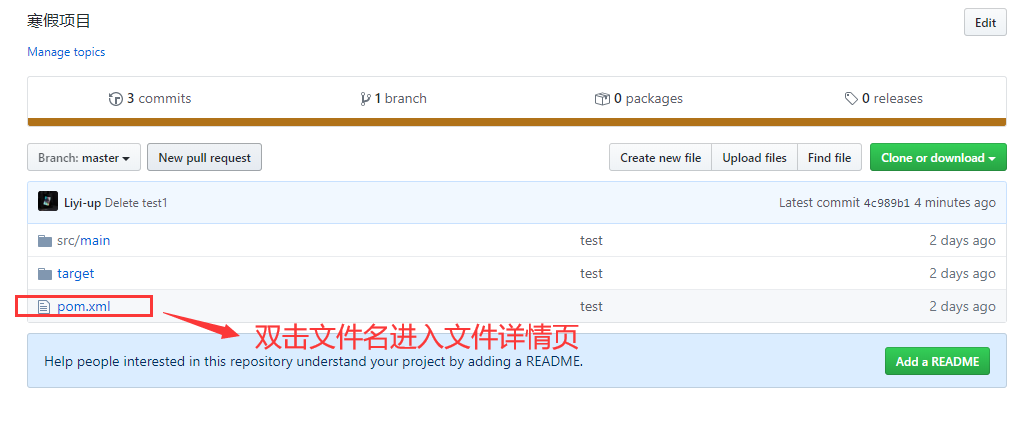 寒假项目
Edit
Manage topics
3 commits
1 branch
0 packages
0 releases
Branch: master
New pull request
Create new file
Upload files
Find file
Clone or download
Liyi-up Delete test1
Latest commit 4c989b1 4 minutes ago
src/main
test
2 days ago
target
test
2 days ago
pom.xml
test
2 days ago
双击文件名进入文件详情页
Help people interested in this repository understand your project by adding a README.
Add a README